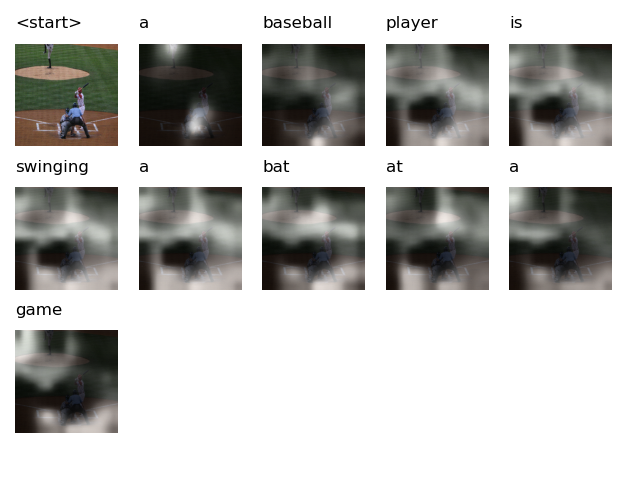 <start> a baseball player is
swinging a bat at a
game